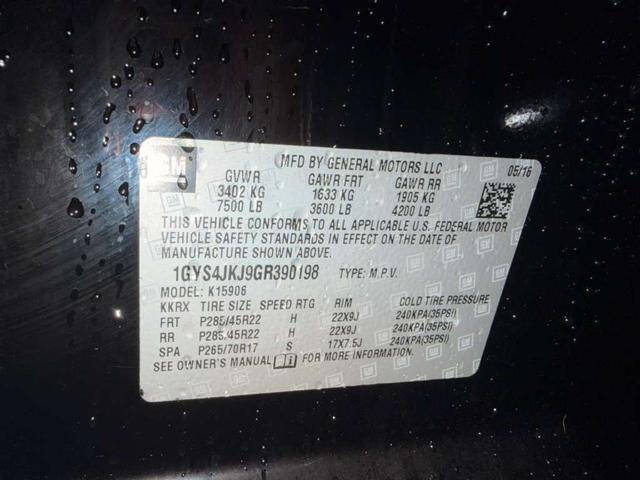 GM
MFD BY GENERAL MOTORS LLC 05/16
GVWR GAWR FRT GAWR RR
3402 KG 1633 KG 1905 KG
7500 LB 3600 LB 4200 LB
THIS VEHICLE CONFORMS TO ALL APPLICABLE U.S. FEDERAL MOTOR
VEHICLE SAFETY STANDARDS IN EFFECT ON THE DATE OF
MANUFACTURE SHOWN ABOVE.
1GYS4JKJ9GR390198 TYPE: M.P.V.
MODEL: K15906
KKRX TIRE SIZE SPEED RTG RIM COLD TIRE PRESSURE
FRT P285/45R22 H 22X9J 240KPA(35PSI)
RR P285/45R22 H 22X9J 240KPA(35PSI)
SPA P265/70R17 S 17X7.5J 240KPA(35PSI)
SEE OWNER'S MANUAL